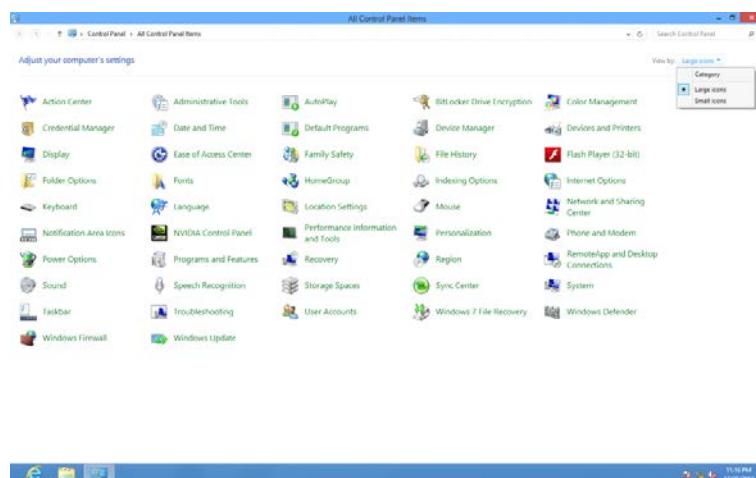 All Control Panel Items
Control Panel › All Control Panel Items
Search Control Panel
Adjust your computer's settings
View by: Large icons
Category
Large icons
Small icons
Action Center
Administrative Tools
AutoPlay
BitLocker Drive Encryption
Color Management
Credential Manager
Date and Time
Default Programs
Device Manager
Devices and Printers
Display
Ease of Access Center
Family Safety
File History
Flash Player (32-bit)
Folder Options
Fonts
HomeGroup
Indexing Options
Internet Options
Keyboard
Language
Location Settings
Mouse
Network and Sharing
Center
Notification Area Icons
NVIDIA Control Panel
Performance Information
and Tools
Personalization
Phone and Modem
Power Options
Programs and Features
Recovery
Region
RemoteApp and Desktop
Connections
Sound
Speech Recognition
Storage Spaces
Sync Center
System
Taskbar
Troubleshooting
User Accounts
Windows 7 File Recovery
Windows Defender
Windows Firewall
Windows Update
11:16 PM